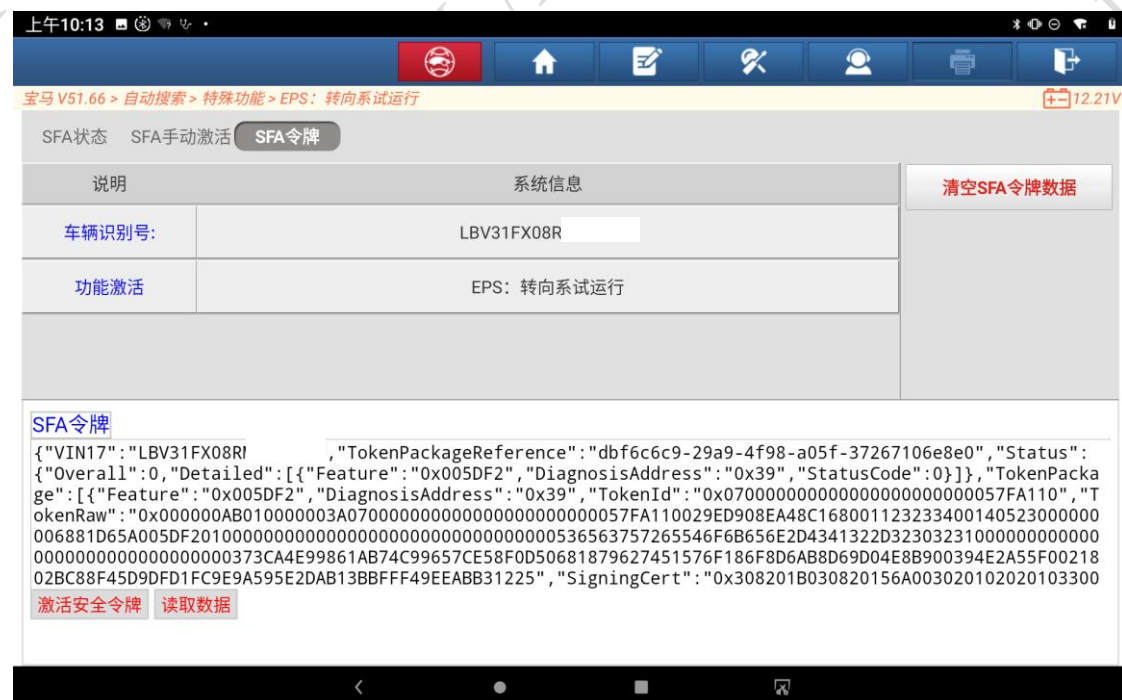 上午10:13
宝马 V51.66 > 自动搜索 > 特殊功能 > EPS：转向系试运行
12.21V
SFA状态 SFA手动激活 SFA令牌
说明 系统信息
清空SFA令牌数据
车辆识别号: LBV31FX08R
功能激活 EPS：转向系试运行
SFA令牌
{"VIN17":"LBV31FX08R ,"TokenPackageReference":"dbf6c6c9-29a9-4f98-a05f-37267106e8e0","Status":
{"Overall":0,"Detailed":[{"Feature":"0x005DF2","DiagnosisAddress":"0x39","StatusCode":0}]},"TokenPacka
ge":[{"Feature":"0x005DF2","DiagnosisAddress":"0x39","TokenId":"0x07000000000000000000000057FA110","T
okenRaw":"0x000000AB010000003A07000000000000000000000057FA110029ED908EA48C16800112323340014052300000
006881D65A005DF201000000000000000000000000000000536563757265546F6B656E2D4341322D32303231000000000000
0000000000000000000373CA4E99861AB74C99657CE58F0D50681879627451576F186F8D6AB8D69D04E8B900394E2A55F00218
02BC88F45D9DFD1FC9E9A595E2DAB13BBFFF49EEABB31225","SigningCert":"0x308201B030820156A003020102020103300
激活安全令牌 读取数据